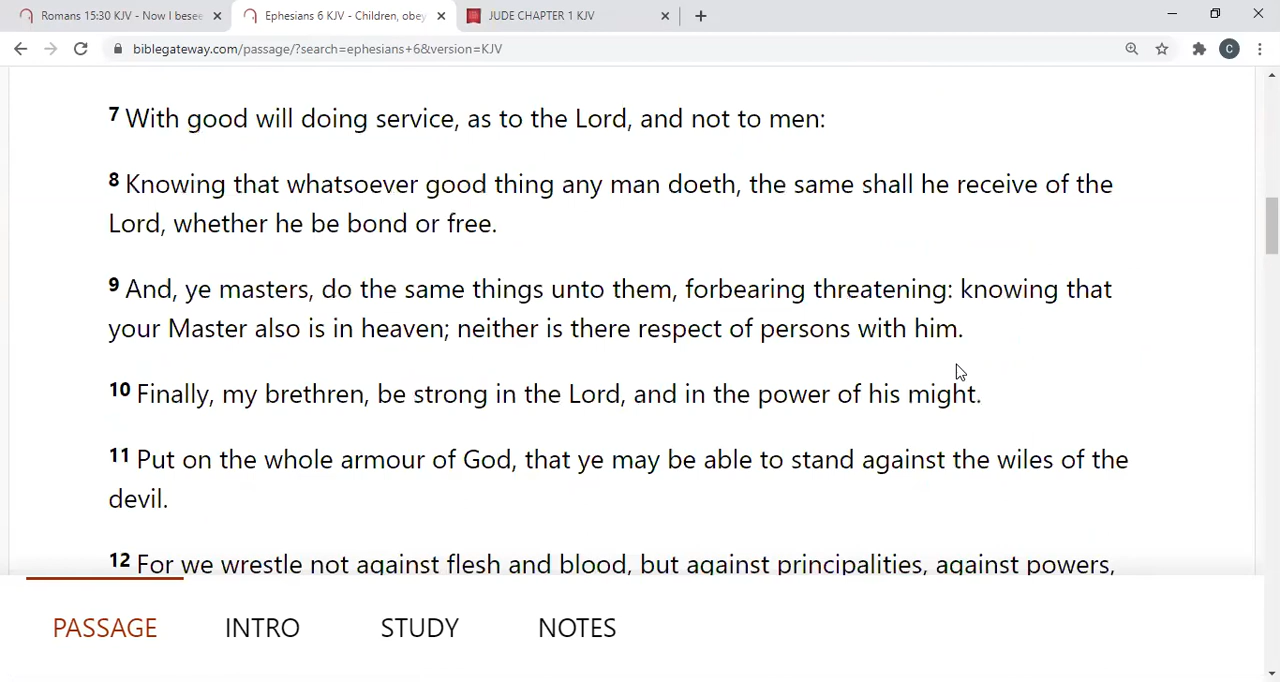 Romans 15:30 KJV - Now I besee
Ephesians 6 KJV - Children, obey
JUDE CHAPTER 1 KJV
biblegateway.com/passage/?search=ephesians+6&version=KJV
C
7 With good will doing service, as to the Lord, and not to men:
8 Knowing that whatsoever good thing any man doeth, the same shall he receive of the
Lord, whether he be bond or free.
9 And, ye masters, do the same things unto them, forbearing threatening: knowing that
your Master also is in heaven; neither is there respect of persons with him.
10 Finally, my brethren, be strong in the Lord, and in the power of his might.
11 Put on the whole armour of God, that ye may be able to stand against the wiles of the
devil.
12 For we wrestle not against flesh and blood, but against principalities, against powers,
PASSAGE INTRO STUDY NOTES